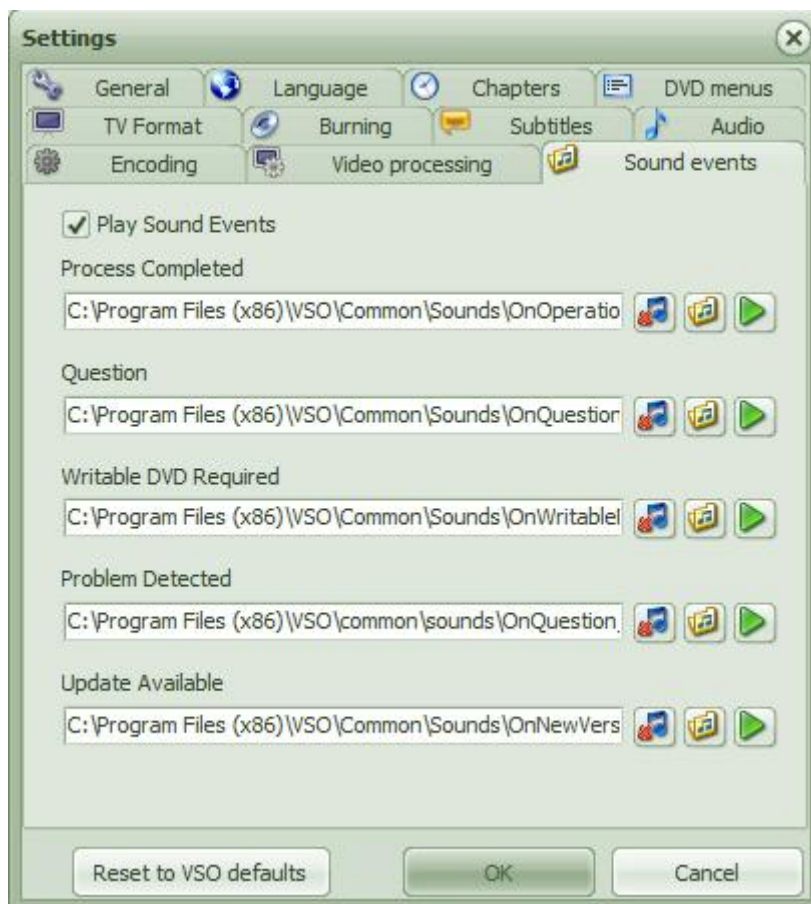 Settings
General Language Chapters DVD menus
TV Format Burning Subtitles Audio
Encoding Video processing Sound events
Play Sound Events
Process Completed
C:\Program Files (x86)\VSO\Common\Sounds\OnOperatio
Question
C:\Program Files (x86)\VSO\Common\Sounds\OnQuestion
Writable DVD Required
C:\Program Files (x86)\VSO\Common\Sounds\OnWritable
Problem Detected
C:\Program Files (x86)\VSO\common\sounds\OnQuestion_
Update Available
C:\Program Files (x86)\VSO\Common\Sounds\OnNewVers
Reset to VSO defaults OK Cancel